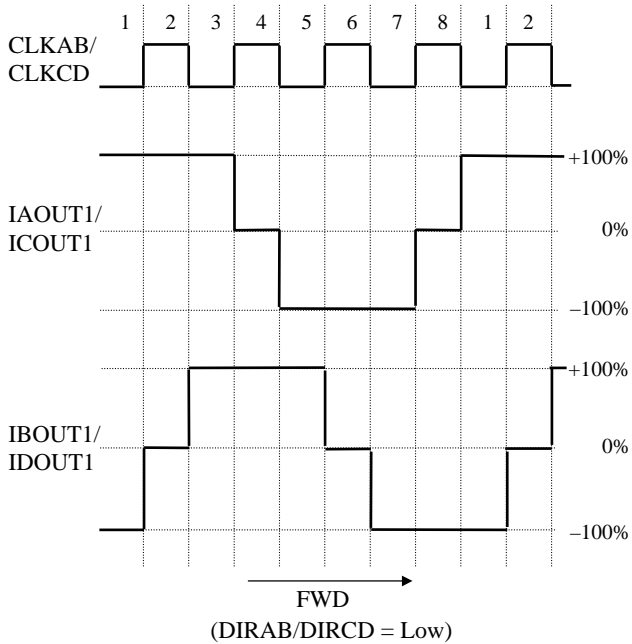 1 2 3 4 5 6 7 8 1 2
CLKAB/
CLKCD
+100%
IAOUT1/
ICOUT1
0%
–100%
+100%
IBOUT1/
IDOUT1
0%
–100%
FWD
(DIRAB/DIRCD = Low)